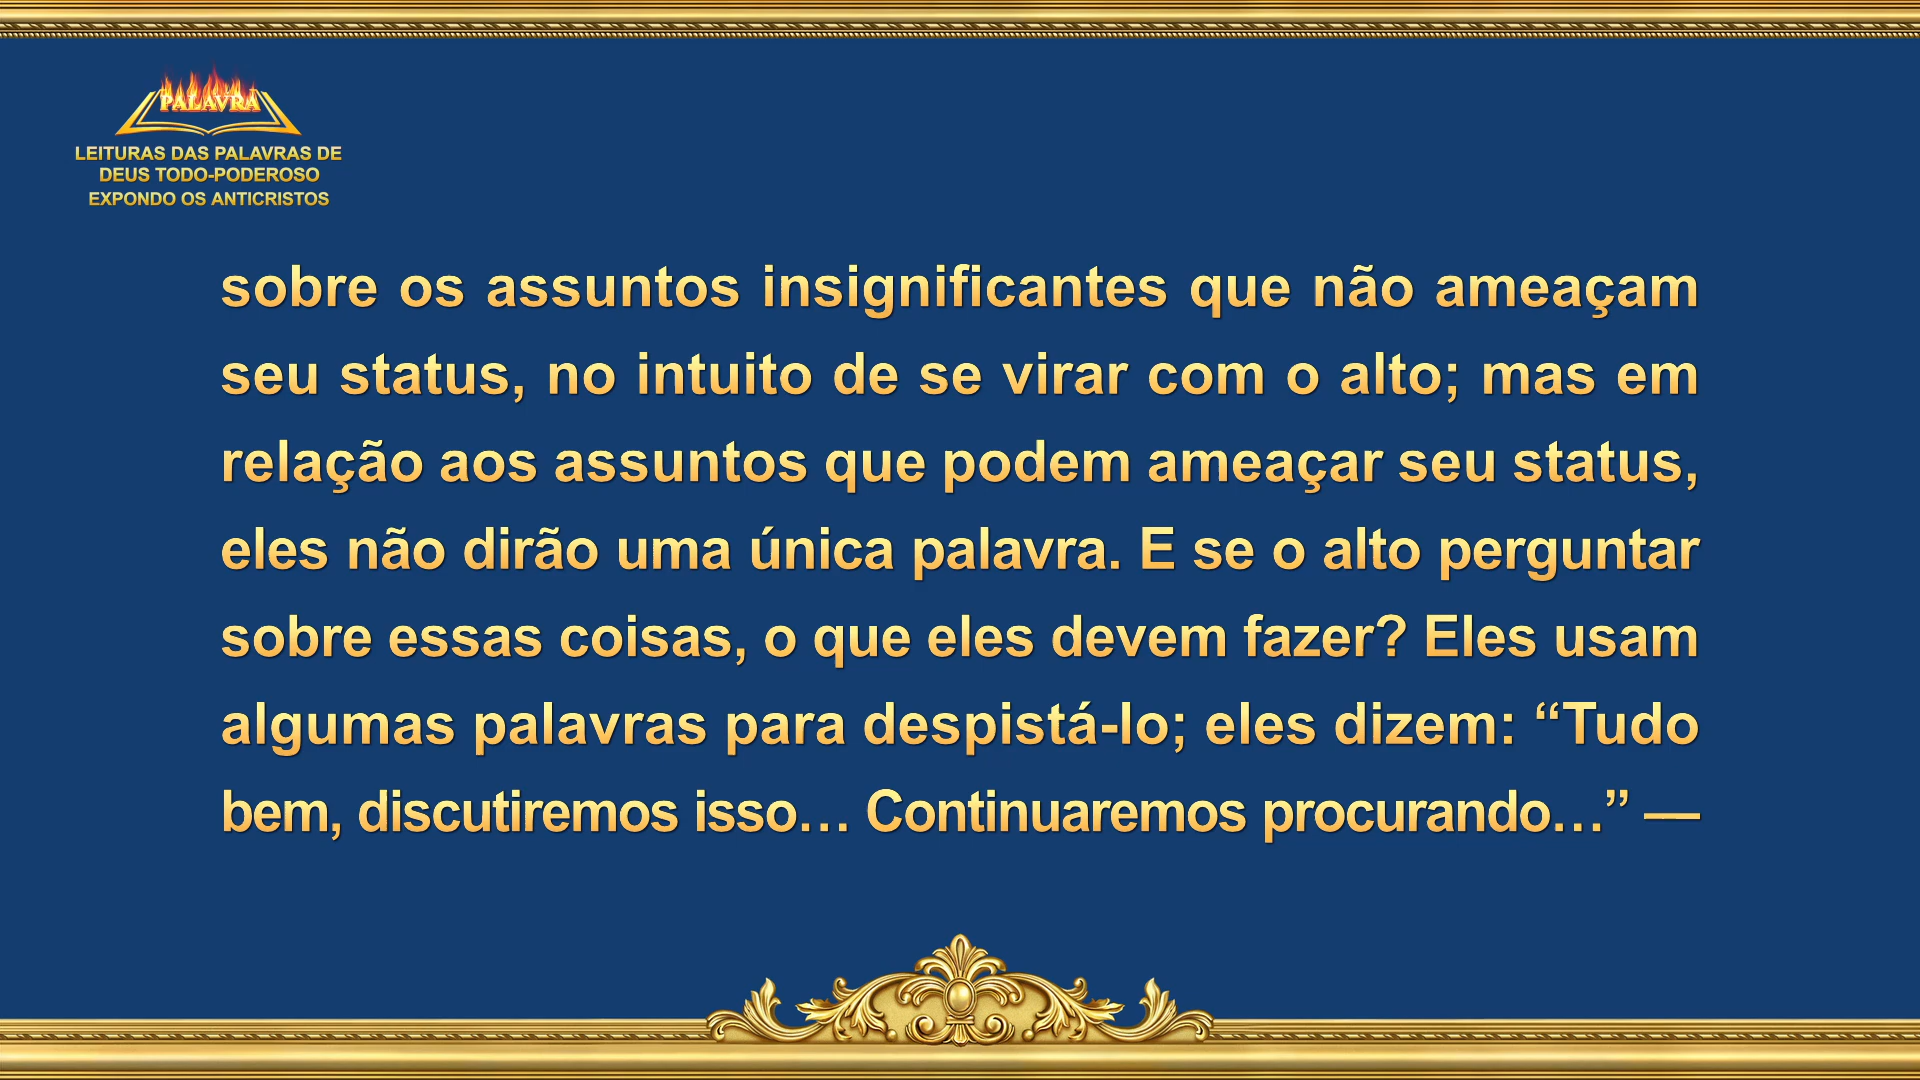 PALAVRA
LEITURAS DAS PALAVRAS DE
DEUS TODO-PODEROSO
EXPONDO OS ANTICRISTOS
sobre os assuntos insignificantes que não ameaçam
seu status, no intuito de se virar com o alto; mas em
relação aos assuntos que podem ameaçar seu status,
eles não dirão uma única palavra. E se o alto perguntar
sobre essas coisas, o que eles devem fazer? Eles usam
algumas palavras para despistá-lo; eles dizem: “Tudo
bem, discutiremos isso… Continuaremos procurando…” —